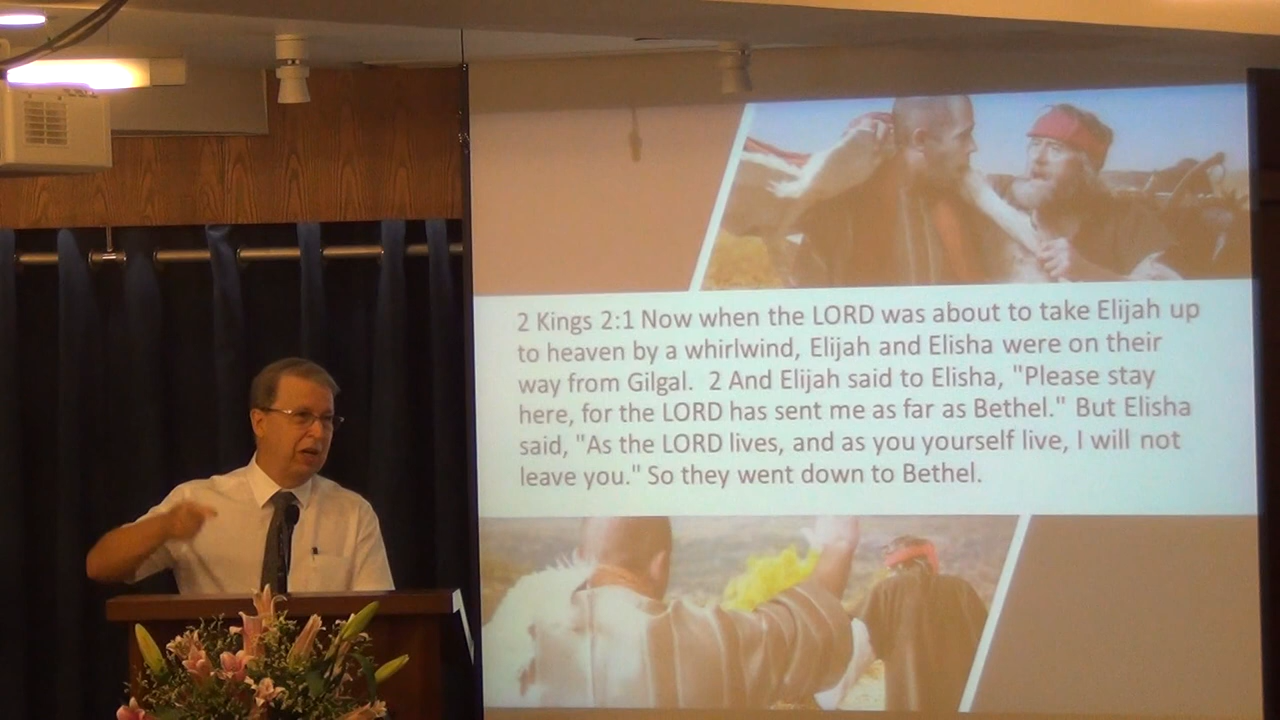 2 Kings 2:1 Now when the LORD was about to take Elijah up
to heaven by a whirlwind, Elijah and Elisha were on their
way from Gilgal.  2 And Elijah said to Elisha, "Please stay
here, for the LORD has sent me as far as Bethel." But Elisha
said, "As the LORD lives, and as you yourself live, I will not
leave you." So they went down to Bethel.